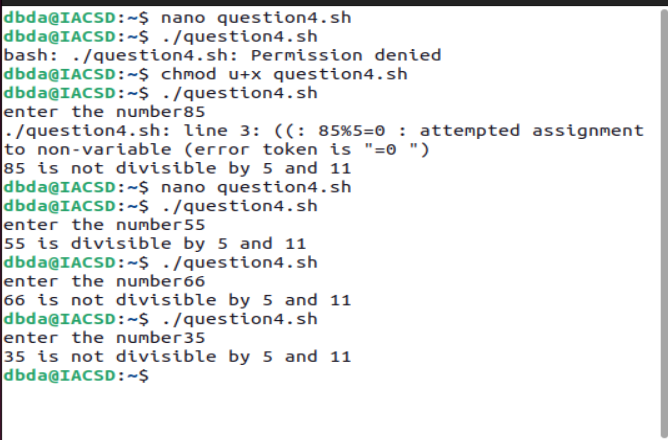 dbda@IACSD:~$ nano question4.sh
dbda@IACSD:~$ ./question4.sh
bash: ./question4.sh: Permission denied
dbda@IACSD:~$ chmod u+x question4.sh
dbda@IACSD:~$ ./question4.sh
enter the number85
./question4.sh: line 3: ((: 85%5=0 : attempted assignment
to non-variable (error token is "=0 ")
85 is not divisible by 5 and 11
dbda@IACSD:~$ nano question4.sh
dbda@IACSD:~$ ./question4.sh
enter the number55
55 is divisible by 5 and 11
dbda@IACSD:~$ ./question4.sh
enter the number66
66 is not divisible by 5 and 11
dbda@IACSD:~$ ./question4.sh
enter the number35
35 is not divisible by 5 and 11
dbda@IACSD:~$